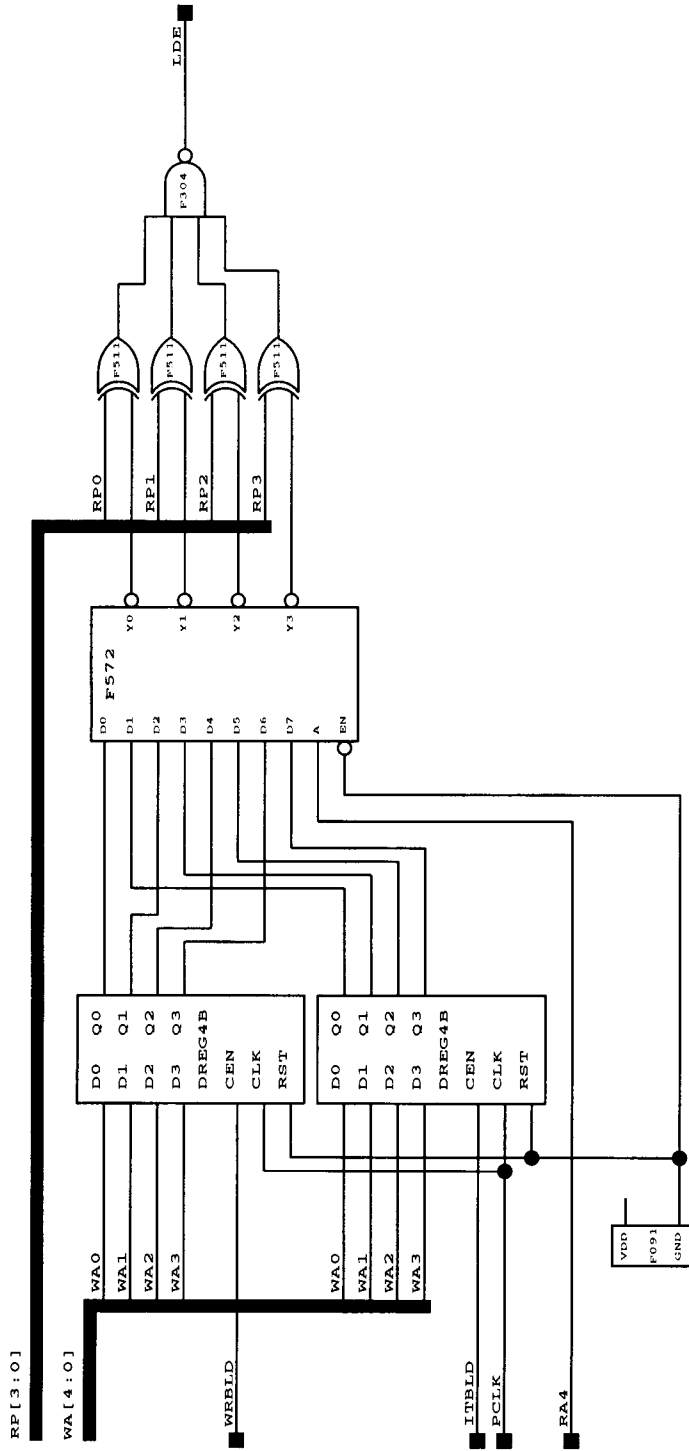 RP[3:0]
WA[4:0]
WA0
WA1
WA2
WA3
WRBLD
WA0
WA1
WA2
WA3
ITBLD
PCLK
RA4
D0 Q0
D1 Q1
D2 Q2
D3 Q3
DREG4B
CEN
CLK
RST
D0 Q0
D1 Q1
D2 Q2
D3 Q3
DREG4B
CEN
CLK
RST
VDD
F091
GND
F572
D0
D1
D2
D3
D4
D5
D6
D7
A
EN
Y0
Y1
Y2
Y3
RP0
RP1
RP2
RP3
F511
F511
F511
F511
F304
LDE